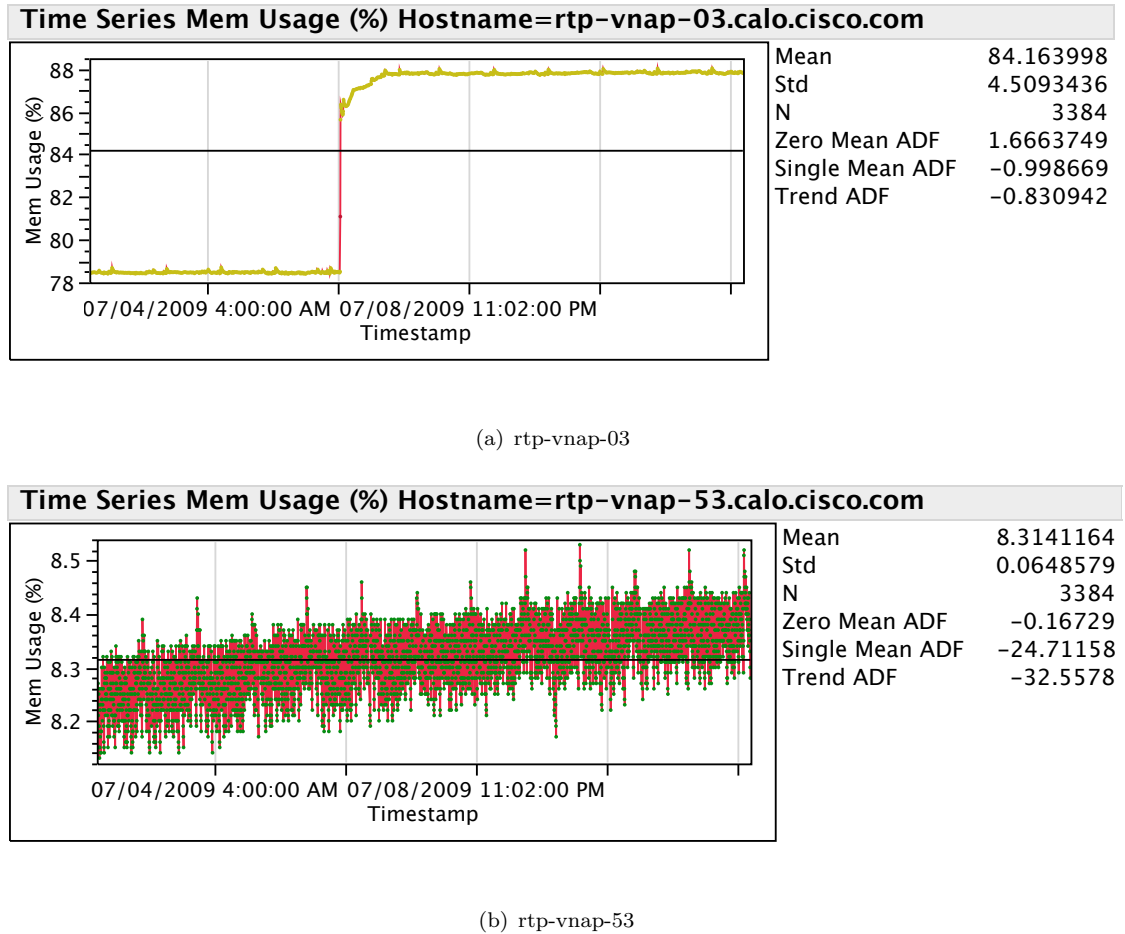 Time Series Mem Usage (%) Hostname=rtp-vnap-03.calo.cisco.com
88
86
84
82
80
78
Mem Usage (%)
07/04/2009 4:00:00 AM 07/08/2009 11:02:00 PM
Timestamp
Mean 84.163998
Std 4.5093436
N 3384
Zero Mean ADF 1.6663749
Single Mean ADF -0.998669
Trend ADF -0.830942
(a) rtp-vnap-03
Time Series Mem Usage (%) Hostname=rtp-vnap-53.calo.cisco.com
8.5
8.4
8.3
8.2
Mem Usage (%)
07/04/2009 4:00:00 AM 07/08/2009 11:02:00 PM
Timestamp
Mean 8.3141164
Std 0.0648579
N 3384
Zero Mean ADF -0.16729
Single Mean ADF -24.71158
Trend ADF -32.5578
(b) rtp-vnap-53